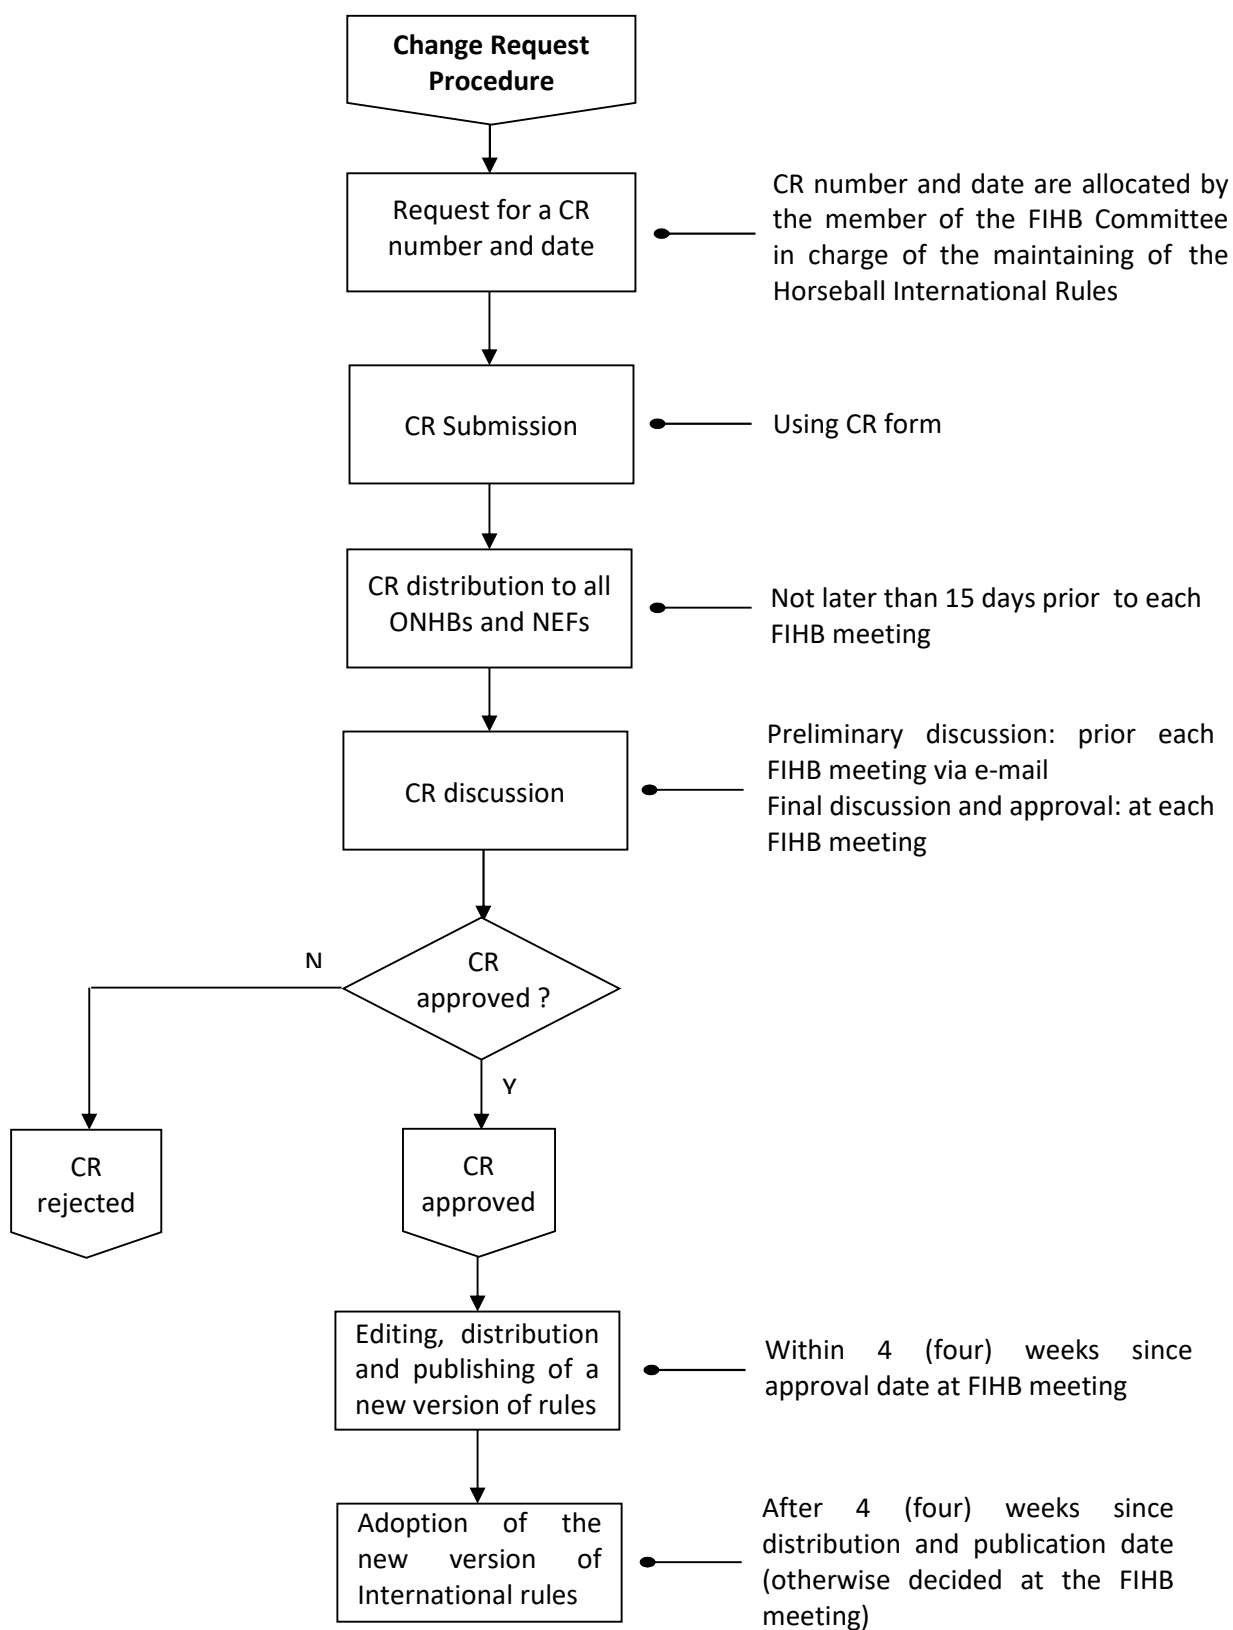 Change Request
Procedure
Request for a CR
number and date
CR number and date are allocated by
the member of the FIHB Committee
in charge of the maintaining of the
Horseball International Rules
CR Submission
Using CR form
CR distribution to all
ONHBs and NEFs
Not later than 15 days prior to each
FIHB meeting
CR discussion
Preliminary discussion: prior each
FIHB meeting via e-mail
Final discussion and approval: at each
FIHB meeting
CR
approved ?
N
Y
CR
rejected
CR
approved
Editing, distribution
and publishing of a
new version of rules
Within 4 (four) weeks since
approval date at FIHB meeting
Adoption of the
new version of
International rules
After 4 (four) weeks since
distribution and publication date
(otherwise decided at the FIHB
meeting)